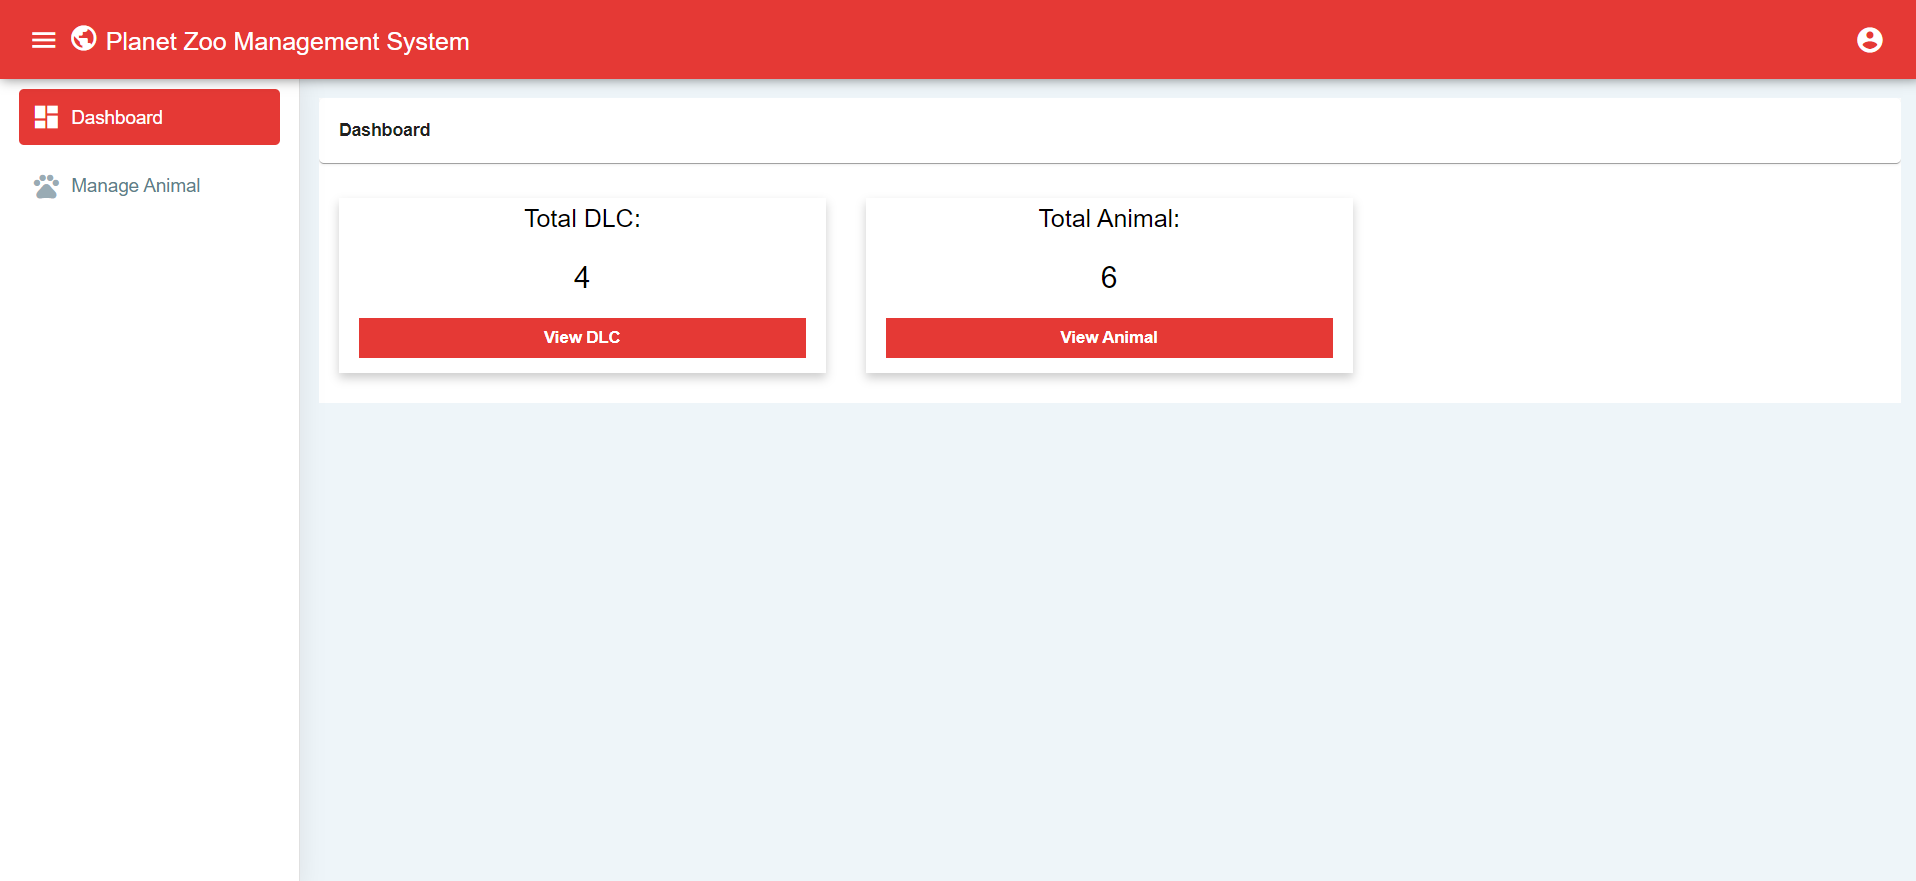 Planet Zoo Management System
Dashboard
Manage Animal
Dashboard
Total DLC:
4
View DLC
Total Animal:
6
View Animal